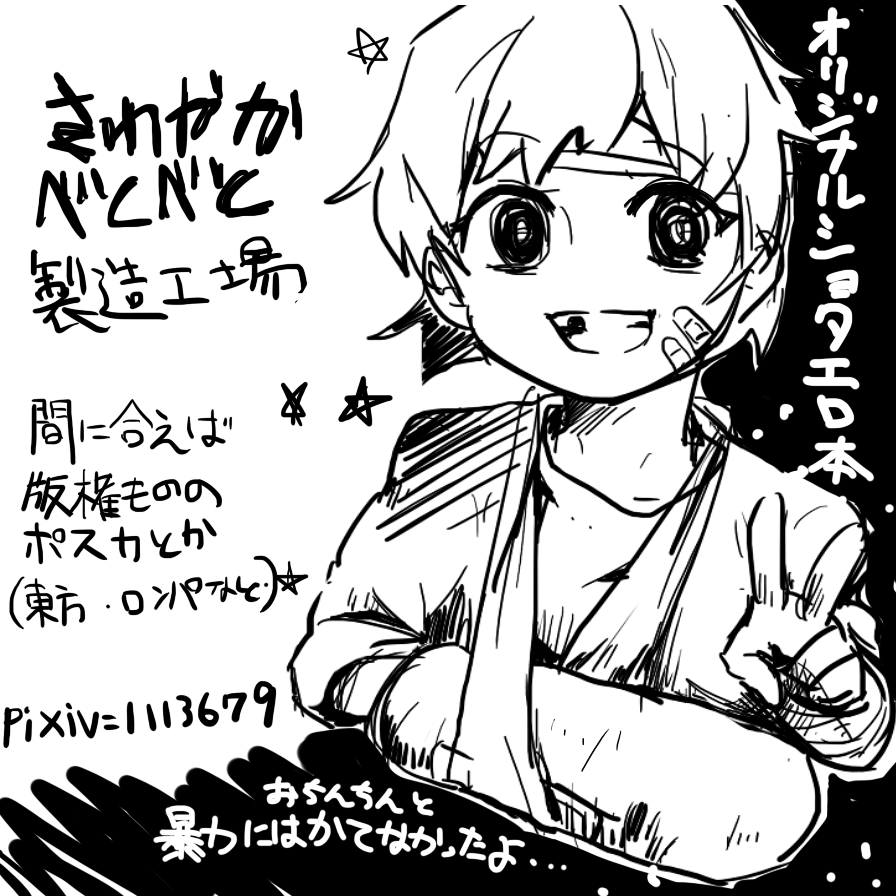 オリジナルショタエロ本
さわやか
べとべと
製造工場
間に合えば
版権ものの
ポスカとか
(東方・ロンパなど)
pixiv=1113679
おちんちんと
暴力にはかてなかったよ...